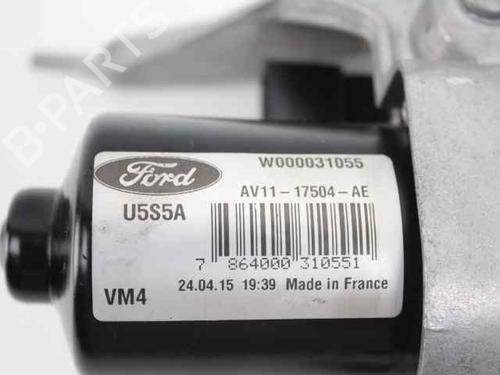 W000031055
Ford
AV11-17504-AE
U5S5A
7 864000 310551
VM4
24.04.15 19:39 Made in France
B-PARTS